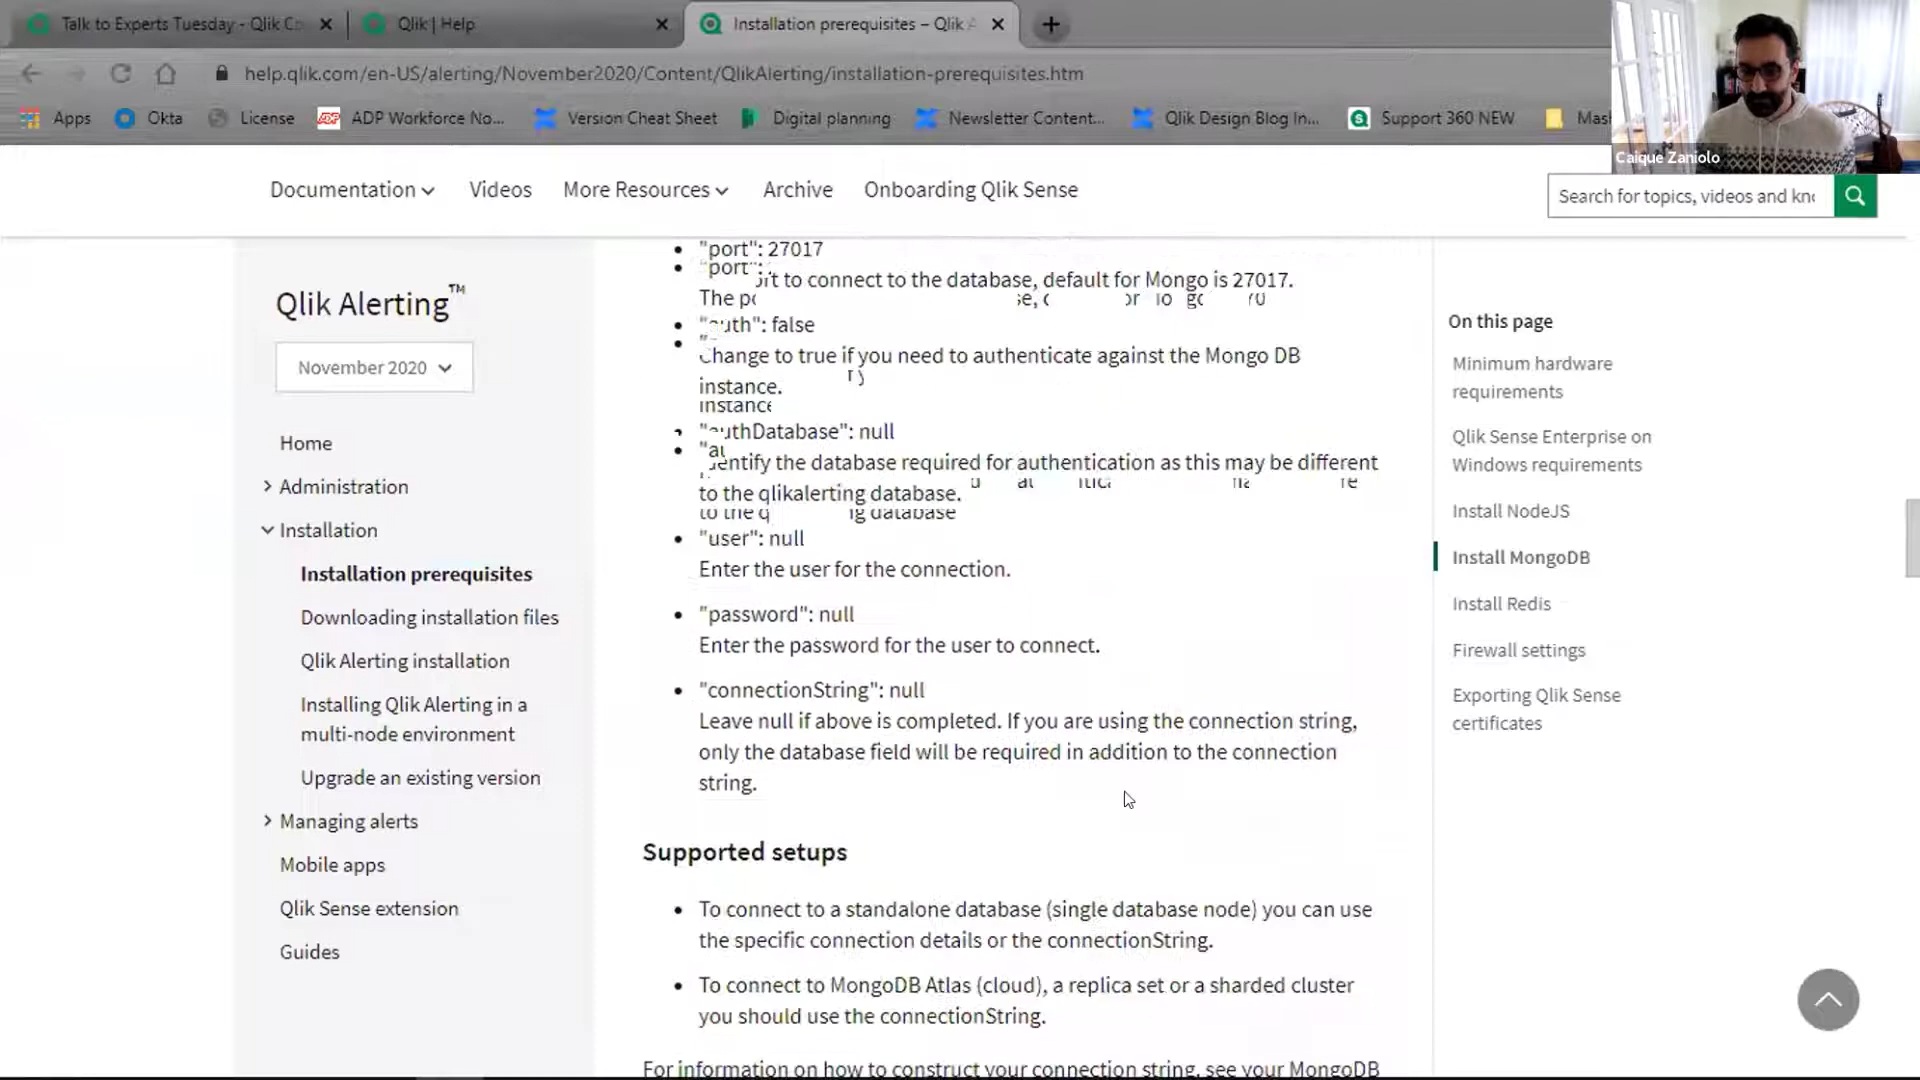 Talk to Experts Tuesday - Qlik Co
Qlik | Help
Installation prerequisites – Qlik A
help.qlik.com/en-US/alerting/November2020/Content/QlikAlerting/installation-prerequisites.htm
Apps
Okta
License
ADP Workforce No...
Version Cheat Sheet
Digital planning
Newsletter Content...
Qlik Design Blog In...
Support 360 NEW
Mas
Caique Zaniolo
Documentation
Videos
More Resources
Archive
Onboarding Qlik Sense
Search for topics, videos and kn
Qlik Alerting™
November 2020
Home
Administration
Installation
Installation prerequisites
Downloading installation files
Qlik Alerting installation
Installing Qlik Alerting in a
multi-node environment
Upgrade an existing version
Managing alerts
Mobile apps
Qlik Sense extension
Guides
"port": 27017
to connect to the database, default for Mongo is 27017.
"auth": false
Change to true if you need to authenticate against the Mongo DB
instance.
"authDatabase": null
Identify the database required for authentication as this may be different
to the qlikalerting database.
"user": null
Enter the user for the connection.
"password": null
Enter the password for the user to connect.
"connectionString": null
Leave null if above is completed. If you are using the connection string,
only the database field will be required in addition to the connection
string.
Supported setups
To connect to a standalone database (single database node) you can use
the specific connection details or the connectionString.
To connect to MongoDB Atlas (cloud), a replica set or a sharded cluster
you should use the connectionString.
For information on how to construct your connection string, see your MongoDB
On this page
Minimum hardware
requirements
Qlik Sense Enterprise on
Windows requirements
Install NodeJS
Install MongoDB
Install Redis
Firewall settings
Exporting Qlik Sense
certificates